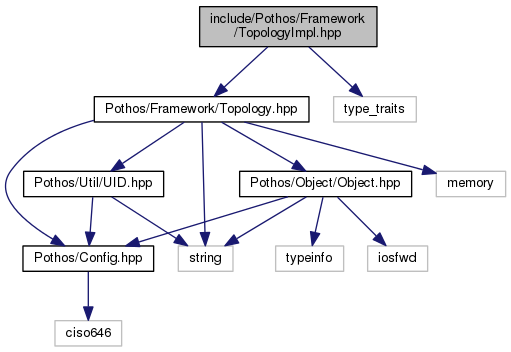 include/Pothos/Framework
/TopologyImpl.hpp
Pothos/Framework/Topology.hpp
type_traits
Pothos/Util/UID.hpp
Pothos/Object/Object.hpp
memory
Pothos/Config.hpp
string
typeinfo
iosfwd
ciso646